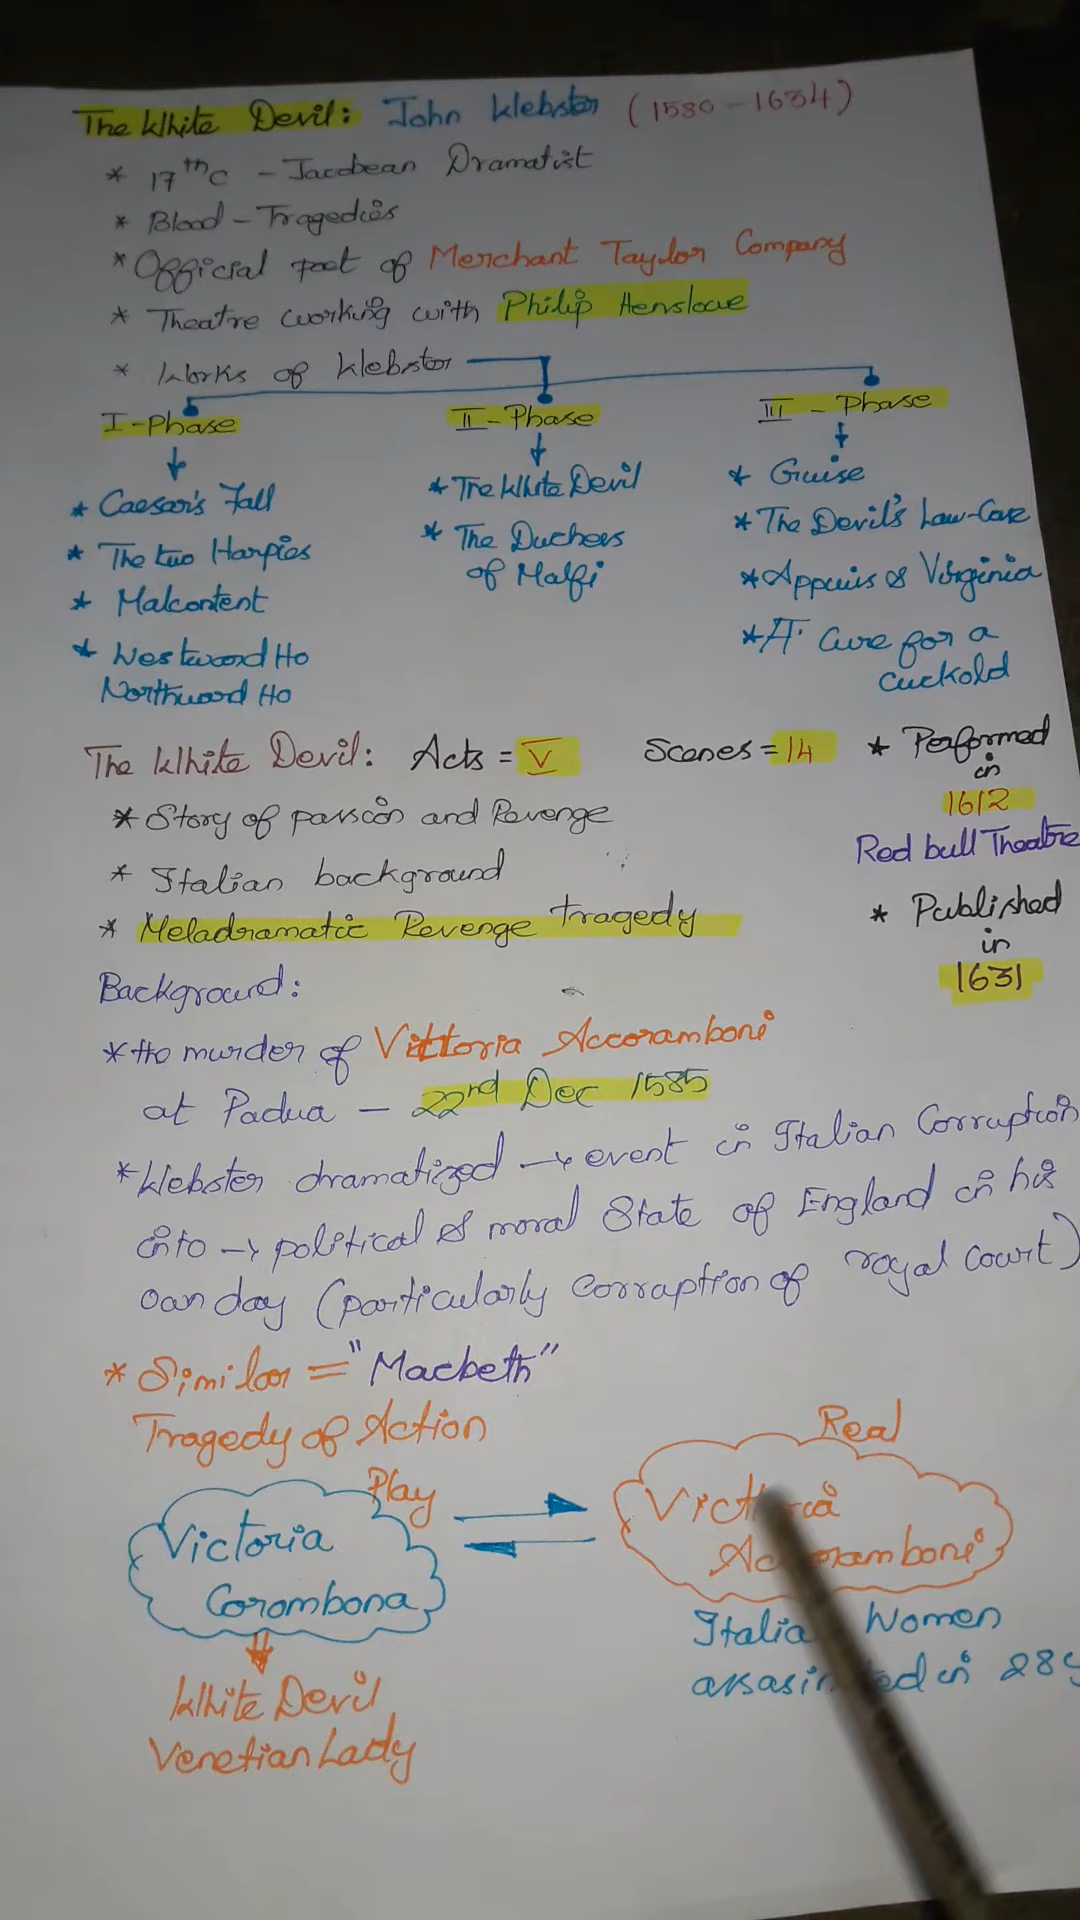 The White Devil: John Webster (1580-1634)
* 17th C - Jacobean Dramatist
* Blood - Tragedies
* Official poet of Merchant Taylor Company
* Theatre working with Philip Henslowe
* Works of Webster
I-Phase
* Caesar's Fall
* The two Harpies
* Malcontent
* Westward Ho
Northward Ho
II-Phase
* The White Devil
* The Duchess
of Malfi
III - Phase
* Guise
* The Devil's Law-Case
* Appuis & Virginia
* A Cure for a
cuckold
The White Devil: Acts = V Scenes = 14
* Performed
in
1612
Red bull Theatre
* Published
in
1631
* Story of passion and Revenge
* Italian background
* Meladramatic Revenge tragedy
Background:
* murder of Vittoria Accoramboni
at Padua - 22nd Dec 1585
* Webster dramatized → event in Italian Corruption
into → political & moral State of England in his
own day (particularly corruption of royal court)
* Similar = "Macbeth"
Tragedy of Action
Play
Victoria
Corombona
White Devil
Venetian Lady
Real
Accoramboni
Women
in 28y